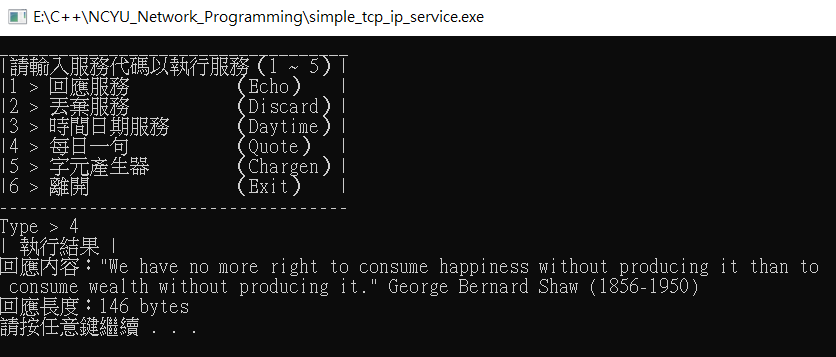 E:\C++\NCYU_Network_Programming\simple_tcp_ip_service.exe
|請輸入服務代碼以執行服務(1 ~ 5)|
|1 > 回應服務 (Echo) |
|2 > 丟棄服務 (Discard) |
|3 > 時間日期服務 (Daytime) |
|4 > 每日一句 (Quote) |
|5 > 字元產生器 (Chargen) |
|6 > 離開 (Exit) |
-----------------------------------
Type > 4
| 執行結果 |
回應內容："We have no more right to consume happiness without producing it than to
consume wealth without producing it." George Bernard Shaw (1856-1950)
回應長度：146 bytes
請按任意鍵繼續 . . .